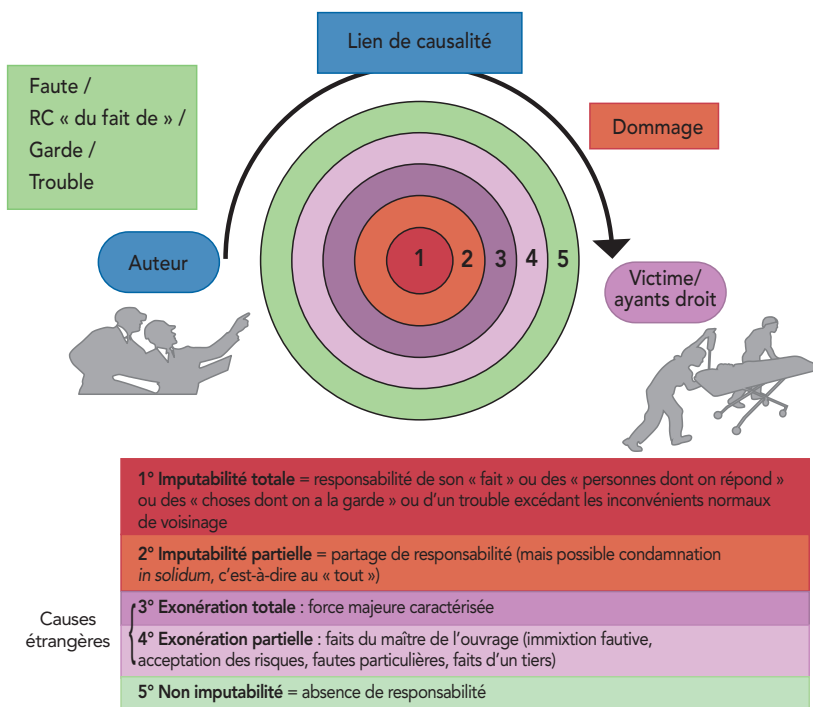 Lien de causalité
Faute /
RC « du fait de » /
Garde /
Trouble
Dommage
Auteur
1 2 3 4 5
Victime/
ayants droit
1° Imputabilité totale = responsabilité de son « fait » ou des « personnes dont on répond »
ou des « choses dont on a la garde » ou d'un trouble excédant les inconvénients normaux
de voisinage
2° Imputabilité partielle = partage de responsabilité (mais possible condamnation
in solidum, c'est-à-dire au « tout »)
Causes
étrangères
3° Exonération totale : force majeure caractérisée
4° Exonération partielle : faits du maître de l'ouvrage (immixtion fautive,
acceptation des risques, fautes particulières, faits d'un tiers)
5° Non imputabilité = absence de responsabilité